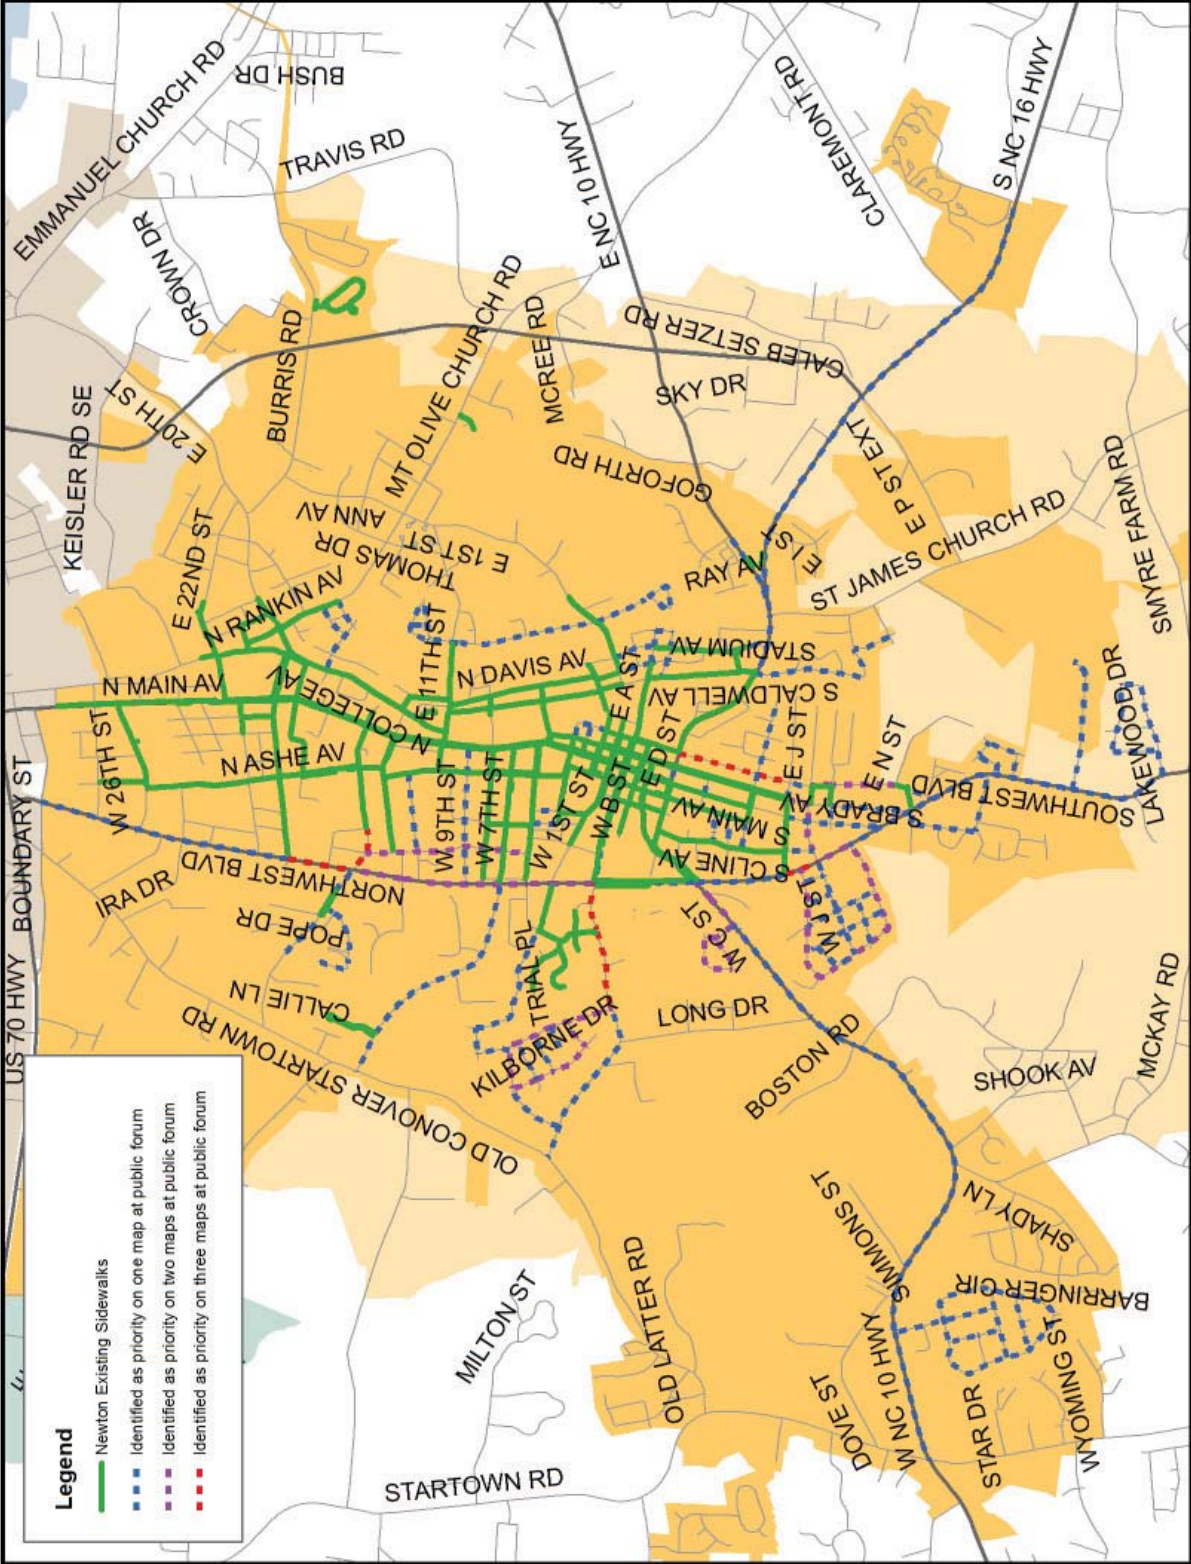 EMMANUEL CHURCH RD
BUSH DR
TRAVIS RD
CROWN DR
E NC 10 HWY
CLAREMONT RD
S NC 16 HWY
KEISLER RD SE
E 20TH ST
BURRIS RD
MT OLIVE CHURCH RD
MCREE RD
CALEB SETZER RD
SKY DR
GOFORTH RD
E P ST EXT
SMYRE FARM RD
E 22ND ST
ANN AV
E 1ST ST
THOMAS DR
N RANKIN AV
RAY AV
E I ST
ST JAMES CHURCH RD
N MAIN AV
N COLLEGE AV
E 11TH ST
N DAVIS AV
E A ST
STADIUM AV
S CALDWELL AV
LAKEWOOD DR
W 26TH ST
N ASHE AV
W 9TH ST
W 7TH ST
W 1ST ST
W B ST
E D ST
S MAIN AV
E J ST
E N ST
S BRADY AV
SOUTHWEST BLVD
S CLINE AV
US 70 HWY
BOUNDARY ST
IRA DR
NORTHWEST BLVD
POPE DR
W C ST
W J ST
CALLIE LN
TRIAL PL
KILBORNE DR
LONG DR
OLD CONOVER STARTOWN RD
BOSTON RD
SHOOK AV
MCKAY RD
SIMMONS ST
SHADY LN
BARRINGER CIR
MILTON ST
OLD LATTER RD
W NC 10 HWY
DOVE ST
STAR DR
WYOMING ST
STARTOWN RD
Legend
Newton Existing Sidewalks
Identified as priority on one map at public forum
Identified as priority on two maps at public forum
Identified as priority on three maps at public forum